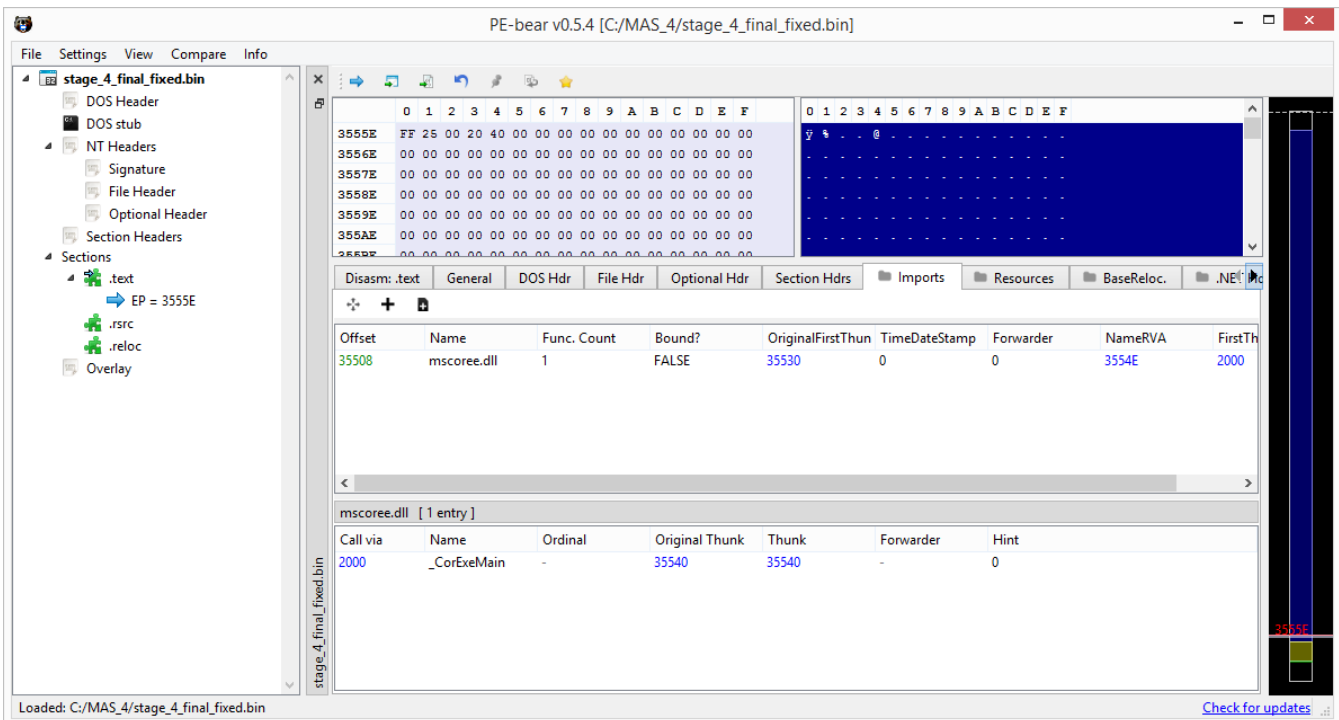 PE-bear v0.5.4 [C:/MAS_4/stage_4_final_fixed.bin]
File Settings View Compare Info
stage_4_final_fixed.bin
DOS Header
DOS stub
NT Headers
Signature
File Header
Optional Header
Section Headers
Sections
.text
EP = 3555E
.rsrc
.reloc
Overlay
stage_4_final_fixed.bin
0 1 2 3 4 5 6 7 8 9 A B C D E F
3555E FF 25 00 20 40 00 00 00 00 00 00 00 00 00 00 00
3556E 00 00 00 00 00 00 00 00 00 00 00 00 00 00 00 00
3557E 00 00 00 00 00 00 00 00 00 00 00 00 00 00 00 00
3558E 00 00 00 00 00 00 00 00 00 00 00 00 00 00 00 00
3559E 00 00 00 00 00 00 00 00 00 00 00 00 00 00 00 00
355AE 00 00 00 00 00 00 00 00 00 00 00 00 00 00 00 00
0 1 2 3 4 5 6 7 8 9 A B C D E F
ÿ % . . @ . . . . . . . . . . .
. . . . . . . . . . . . . . . .
. . . . . . . . . . . . . . . .
. . . . . . . . . . . . . . . .
. . . . . . . . . . . . . . . .
. . . . . . . . . . . . . . . .
Disasm: .text General DOS Hdr File Hdr Optional Hdr Section Hdrs Imports Resources BaseReloc.
Offset Name Func. Count Bound? OriginalFirstThun TimeDateStamp Forwarder NameRVA FirstTh
35508 mscoree.dll 1 FALSE 35530 0 0 3554E 2000
mscoree.dll [ 1 entry ]
Call via Name Ordinal Original Thunk Thunk Forwarder Hint
2000 _CorExeMain - 35540 35540 - 0
3555E
Loaded: C:/MAS_4/stage_4_final_fixed.bin
Check for updates